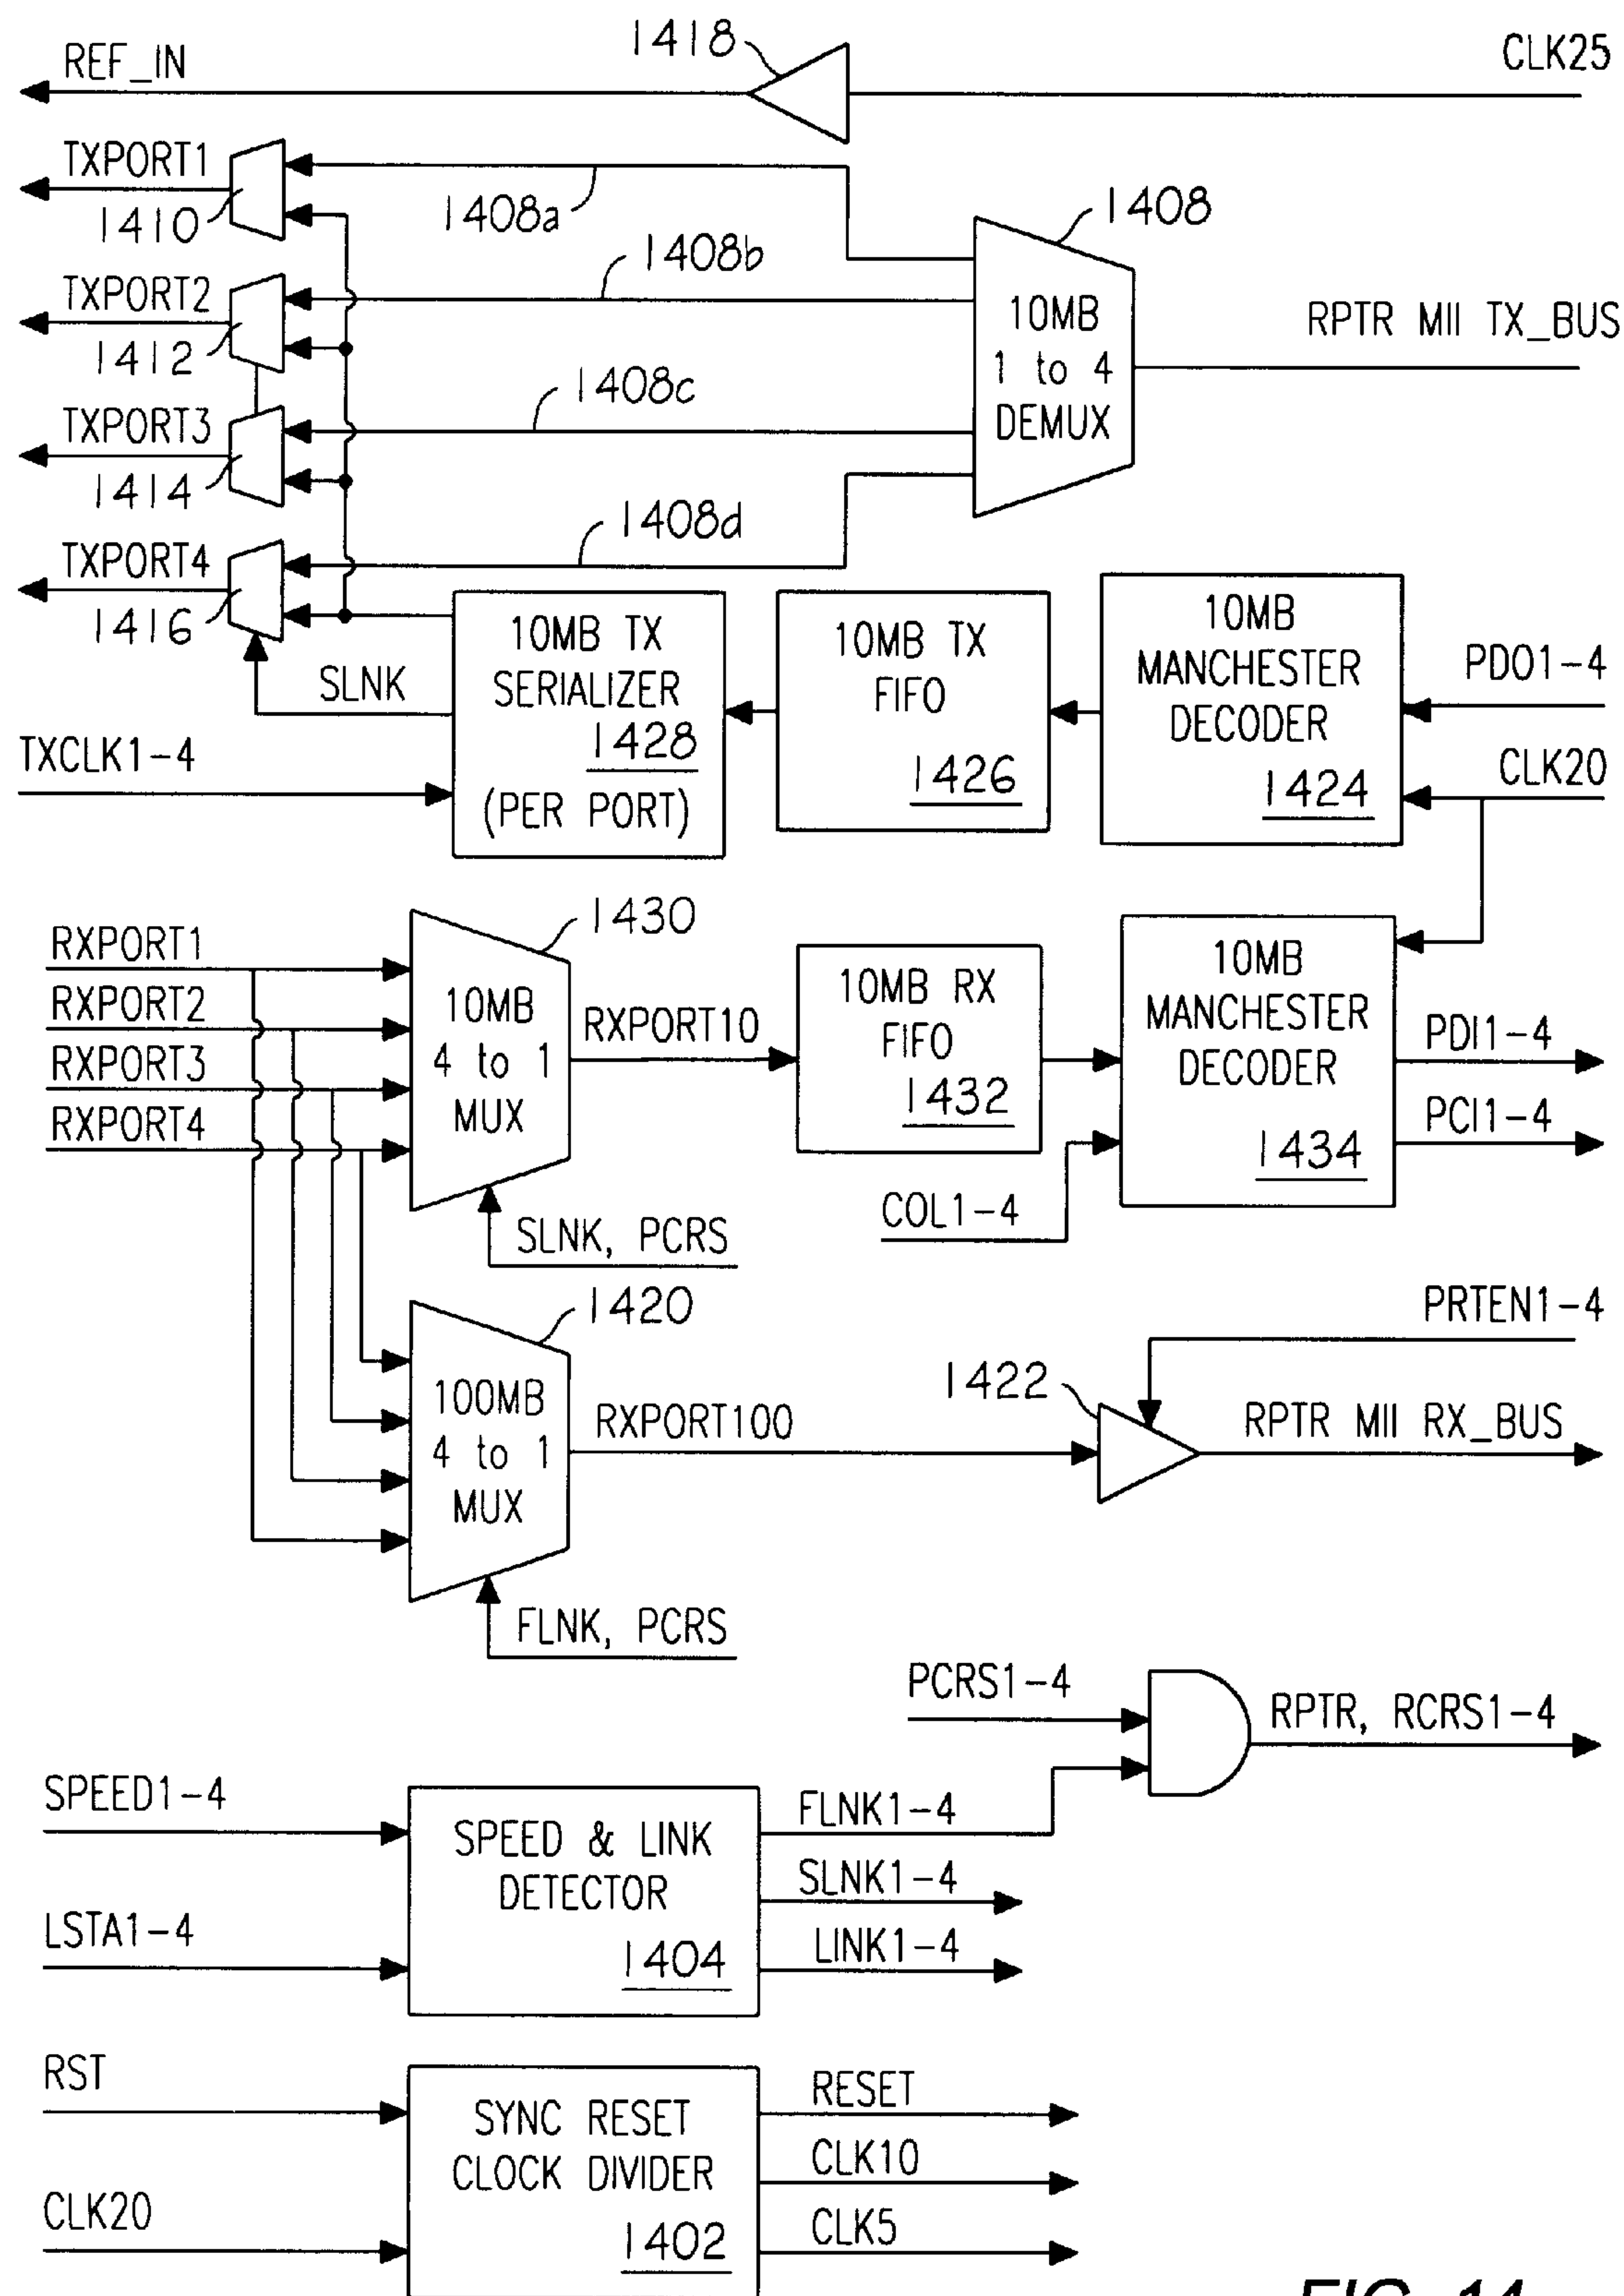 1418
REF_IN
CLK25
TXPORT1
1410
1408a
1408
1408b
TXPORT2
1412
10MB
1 to 4
DEMUX
RPTR MII TX_BUS
1408c
TXPORT3
1414
1408d
TXPORT4
1416
SLNK
TXCLK1-4
10MB TX
SERIALIZER
1428
(PER PORT)
10MB TX
FIFO
1426
10MB
MANCHESTER
DECODER
1424
PDO1-4
CLK20
1430
RXPORT1
RXPORT2
RXPORT3
RXPORT4
10MB
4 to 1
MUX
RXPORT10
10MB RX
FIFO
1432
10MB
MANCHESTER
DECODER
1434
PDI1-4
PCI1-4
COL1-4
SLNK, PCRS
1420
100MB
4 to 1
MUX
RXPORT100
1422
PRTEN1-4
RPTR MII RX_BUS
FLNK, PCRS
PCRS1-4
RPTR, RCRS1-4
SPEED1-4
LSTA1-4
SPEED & LINK
DETECTOR
1404
FLNK1-4
SLNK1-4
LINK1-4
RST
CLK20
SYNC RESET
CLOCK DIVIDER
1402
RESET
CLK10
CLK5
FIG. 14